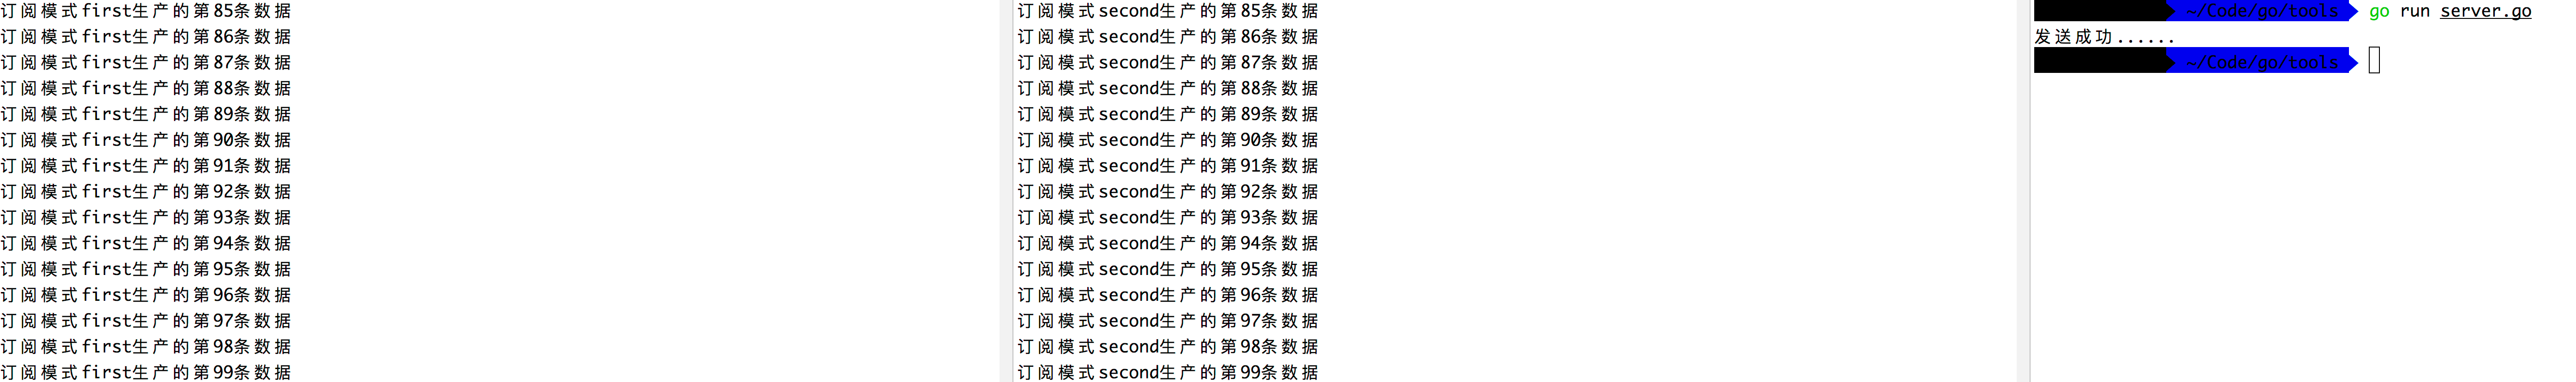 订阅模式first生产的第85条数据
订阅模式first生产的第86条数据
订阅模式first生产的第87条数据
订阅模式first生产的第88条数据
订阅模式first生产的第89条数据
订阅模式first生产的第90条数据
订阅模式first生产的第91条数据
订阅模式first生产的第92条数据
订阅模式first生产的第93条数据
订阅模式first生产的第94条数据
订阅模式first生产的第95条数据
订阅模式first生产的第96条数据
订阅模式first生产的第97条数据
订阅模式first生产的第98条数据
订阅模式first生产的第99条数据
订阅模式second生产的第85条数据
订阅模式second生产的第86条数据
订阅模式second生产的第87条数据
订阅模式second生产的第88条数据
订阅模式second生产的第89条数据
订阅模式second生产的第90条数据
订阅模式second生产的第91条数据
订阅模式second生产的第92条数据
订阅模式second生产的第93条数据
订阅模式second生产的第94条数据
订阅模式second生产的第95条数据
订阅模式second生产的第96条数据
订阅模式second生产的第97条数据
订阅模式second生产的第98条数据
订阅模式second生产的第99条数据
~/Code/go/tools go run server.go
发送成功......
~/Code/go/tools